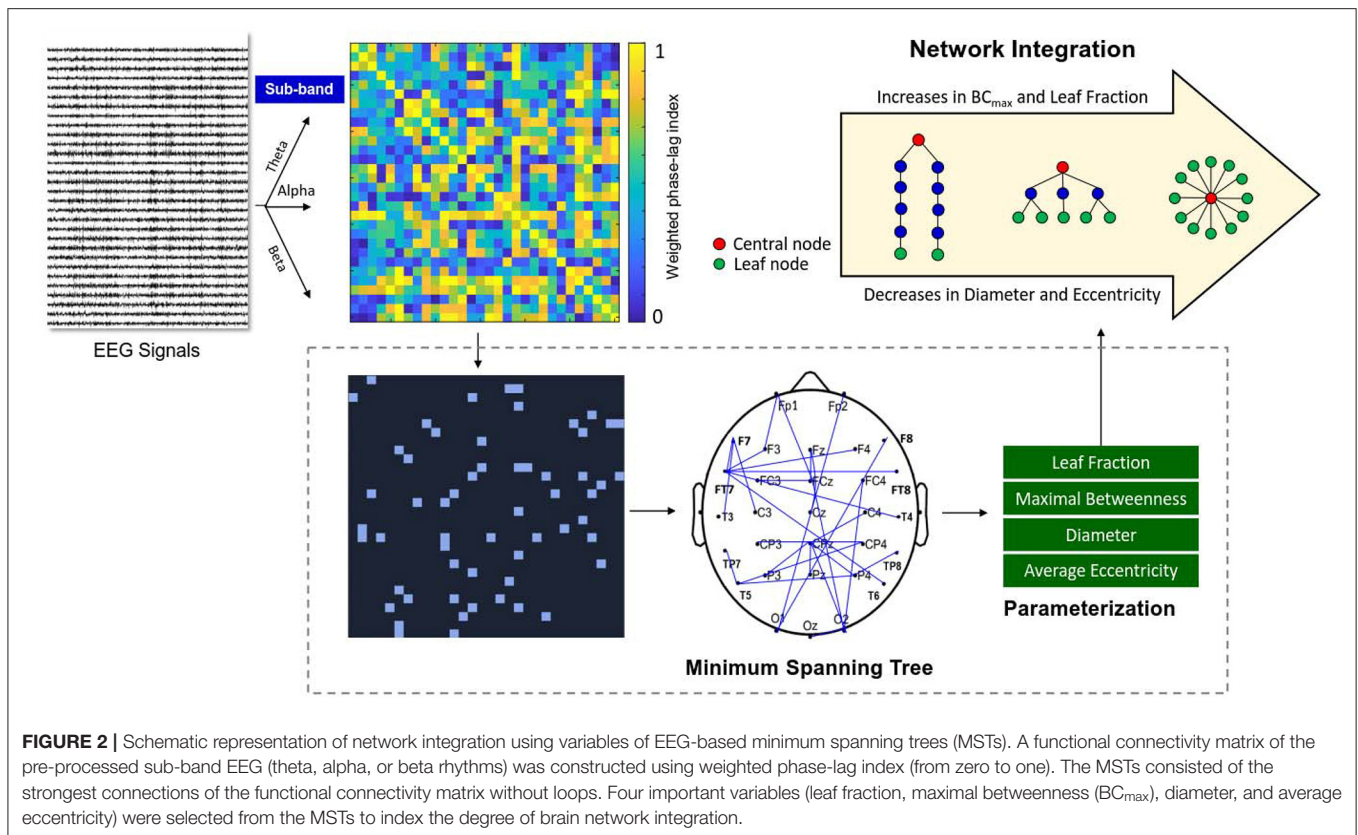 Sub-band
Theta
Alpha
Beta
EEG Signals
1
Weighted phase-lag index
0
Network Integration
Increases in BCmax and Leaf Fraction
Central node
Leaf node
Decreases in Diameter and Eccentricity
Fp1 Fp2
F7 F3 Fz F4 F8
FT7 FC3 FCz FC4 FT8
T3 C3 Cz C4 T4
TP7 CP3 CPz CP4 TP8
T5 P3 Pz P4 T6
O1 Oz O2
Minimum Spanning Tree
Leaf Fraction
Maximal Betweenness
Diameter
Average Eccentricity
Parameterization
FIGURE 2 | Schematic representation of network integration using variables of EEG-based minimum spanning trees (MSTs). A functional connectivity matrix of the
pre-processed sub-band EEG (theta, alpha, or beta rhythms) was constructed using weighted phase-lag index (from zero to one). The MSTs consisted of the
strongest connections of the functional connectivity matrix without loops. Four important variables (leaf fraction, maximal betweenness (BCmax), diameter, and average
eccentricity) were selected from the MSTs to index the degree of brain network integration.